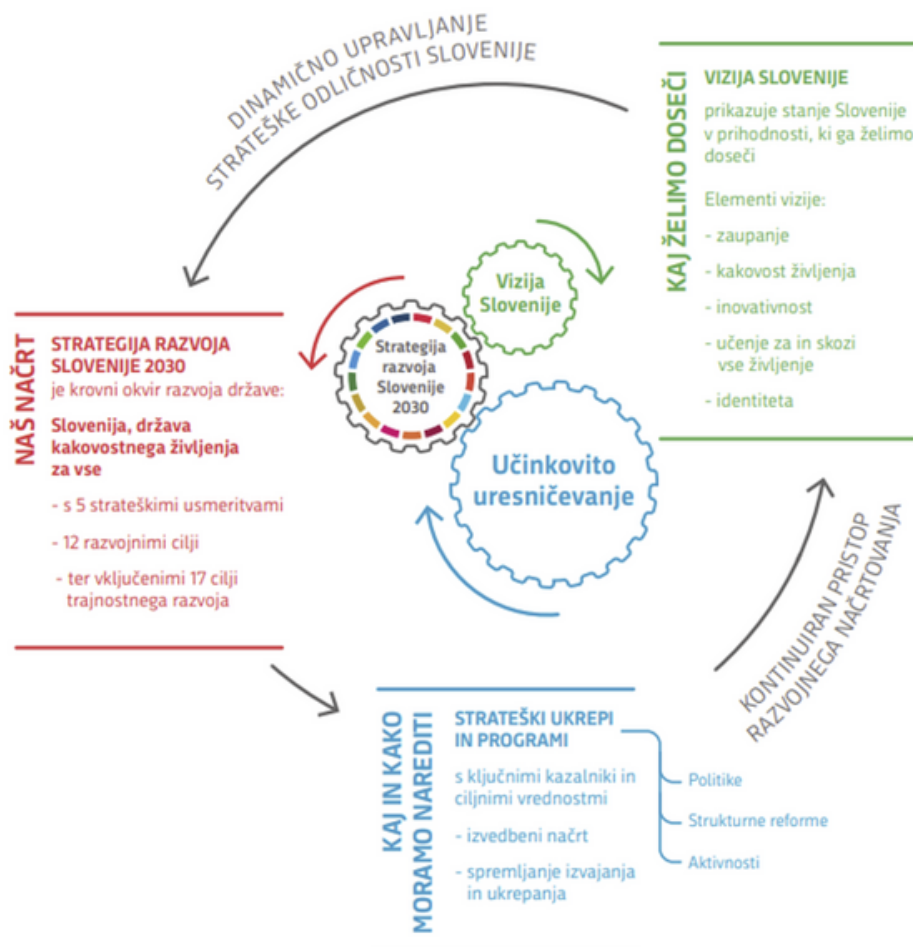 DINAMIČNO UPRAVLJANJE
STRATEŠKE ODLIČNOSTI SLOVENIJE
KAJ ŽELIMO DOSEČI
VIZIJA SLOVENIJE
prikazuje stanje Slovenije
v prihodnosti, ki ga želimo
doseči
Elementi vizije:
- zaupanje
- kakovost življenja
- inovativnost
- učenje za in skozi
vse življenje
- identiteta
Vizija
Slovenije
Strategija
razvoja
Slovenije
2030
Učinkovito
uresničevanje
NAŠ NAČRT
STRATEGIJA RAZVOJA
SLOVENIJE 2030
je krovni okvir razvoja države:
Slovenija, država
kakovostnega življenja
za vse
- s 5 strateškimi usmeritvami
- 12 razvojnimi cilji
- ter vključenimi 17 cilji
trajnostnega razvoja
KONTINUIRAN PRISTOP
RAZVOJNEGA NAČRTOVANJA
KAJ IN KAKO
MORAMO NAREDITI
STRATEŠKI UKREPI
IN PROGRAMI
s ključnimi kazalniki in
ciljnimi vrednostmi
- izvedbeni načrt
- spremljanje izvajanja
in ukrepanja
Politike
Strukturne reforme
Aktivnosti